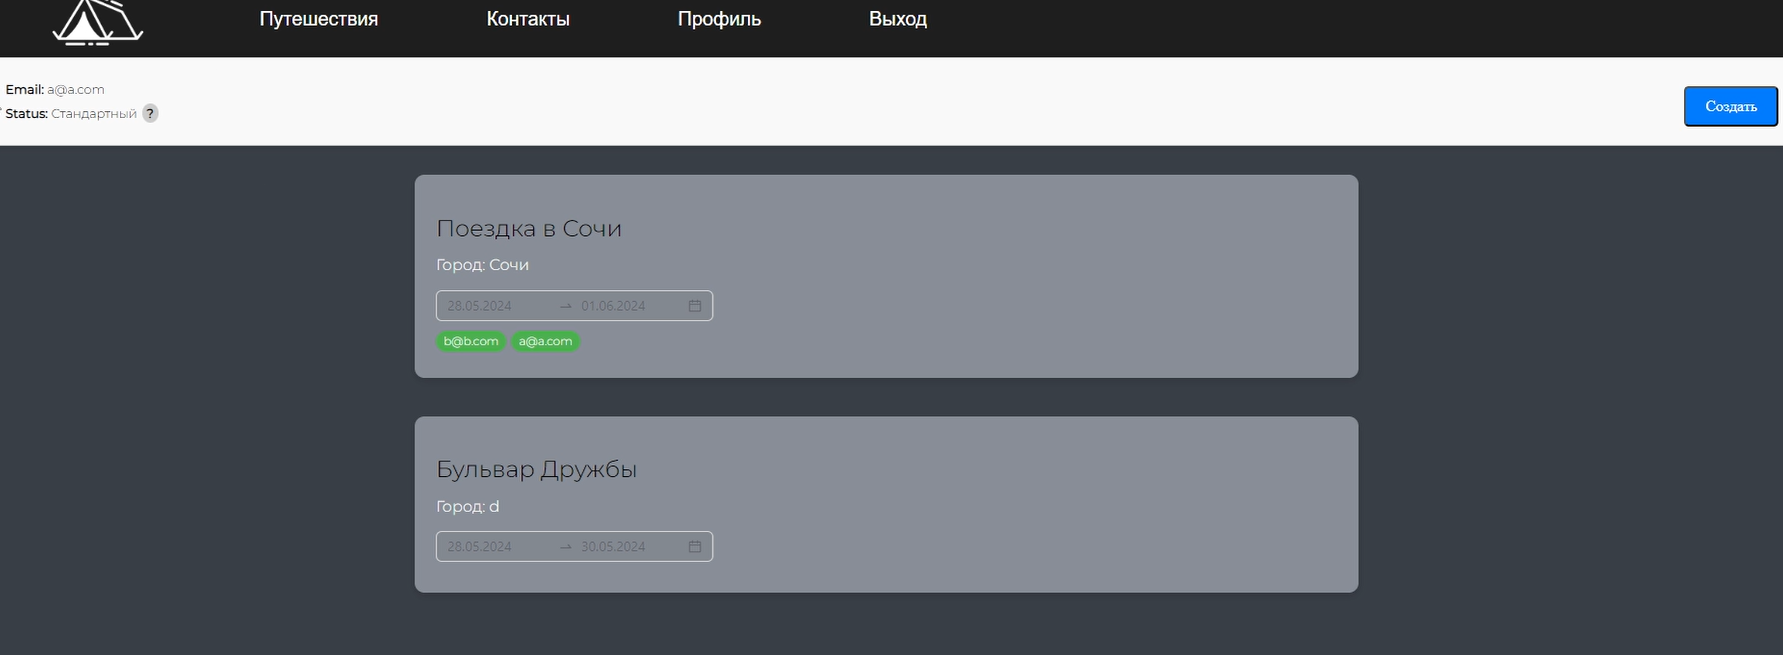 Путешествия Контакты Профиль Выход
Email: a@a.com
Status: Стандартный ?
Создать
Поездка в Сочи
Город: Сочи
28.05.2024 → 01.06.2024
b@b.com a@a.com
Бульвар Дружбы
Город: d
28.05.2024 → 30.05.2024